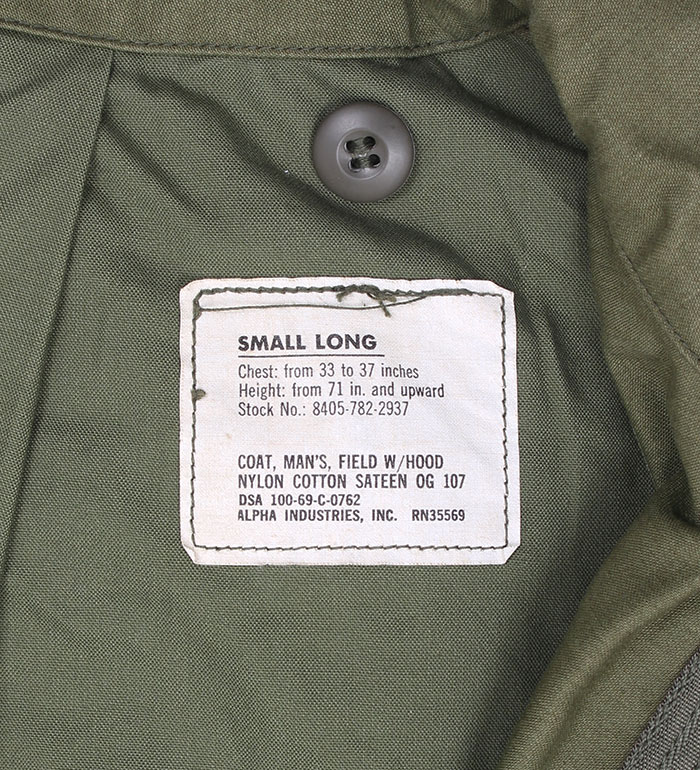 SMALL LONG
Chest: from 33 to 37 inches
Height: from 71 in. and upward
Stock No.: 8405-782-2937
COAT, MAN'S, FIELD W/HOOD
NYLON COTTON SATEEN OG 107
DSA 100-69-C-0762
ALPHA INDUSTRIES, INC. RN35569